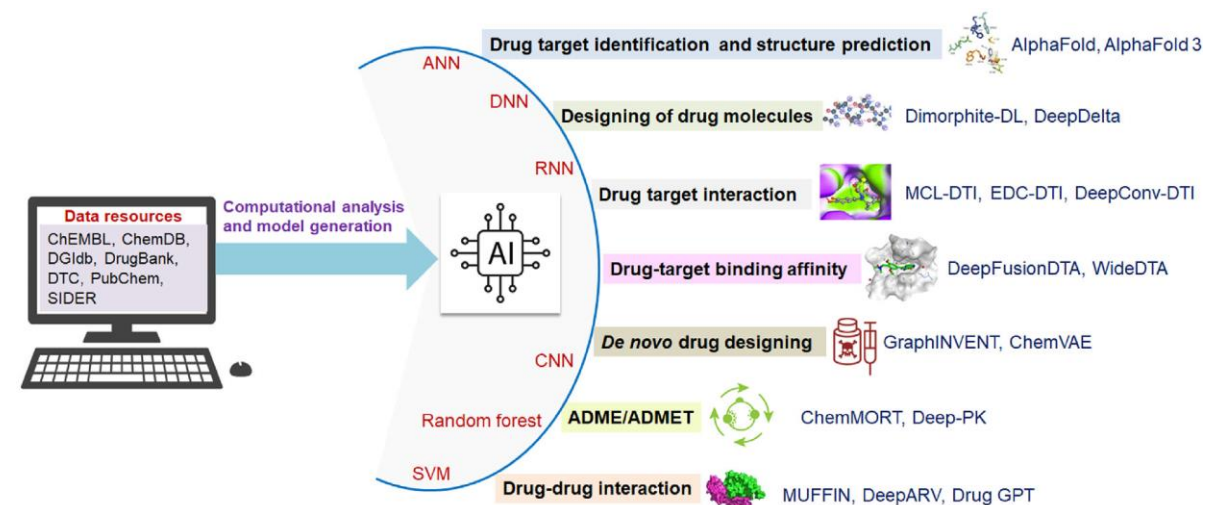 Drug target identification and structure prediction
AlphaFold, AlphaFold 3
ANN
DNN
Designing of drug molecules
Dimorphite-DL, DeepDelta
RNN
Drug target interaction
MCL-DTI, EDC-DTI, DeepConv-DTI
Data resources
ChEMBL, ChemDB,
DGIdb, DrugBank,
DTC, PubChem,
SIDER
Computational analysis
and model generation
AI
Drug-target binding affinity
DeepFusionDTA, WideDTA
De novo drug designing
GraphINVENT, ChemVAE
CNN
Random forest
ADME/ADMET
ChemMORT, Deep-PK
SVM
Drug-drug interaction
MUFFIN, DeepARV, Drug GPT